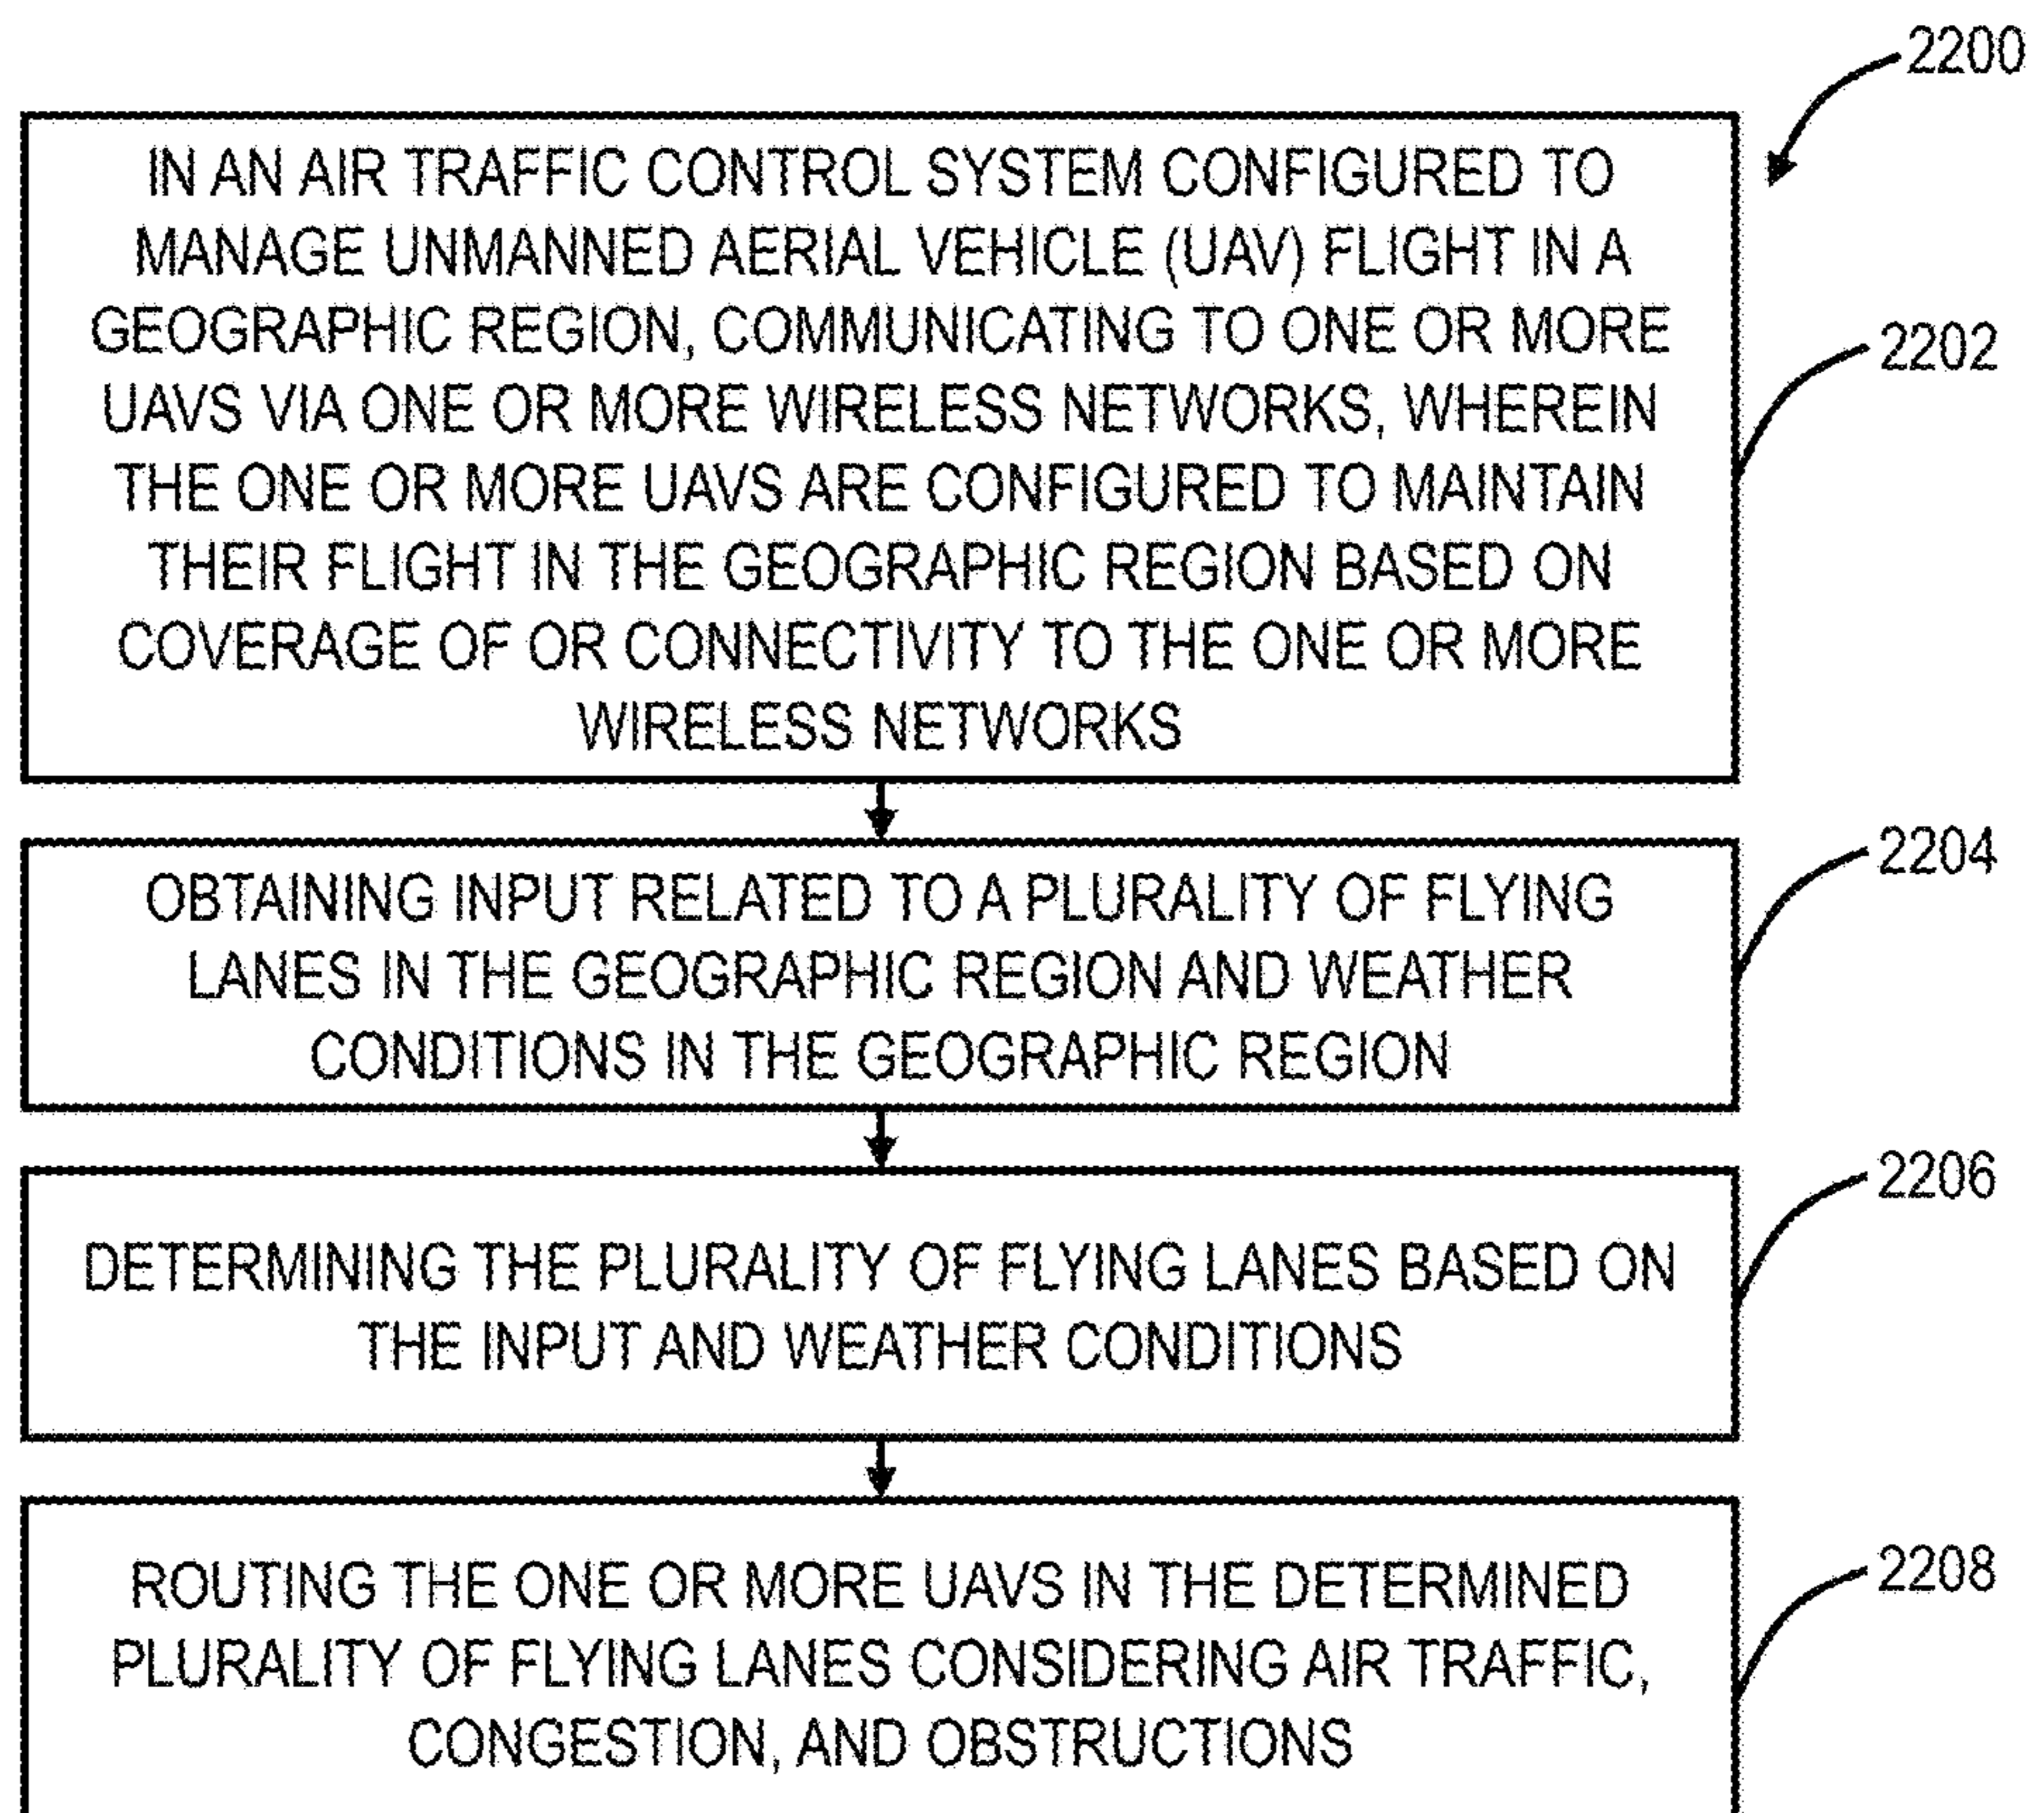 2200
IN AN AIR TRAFFIC CONTROL SYSTEM CONFIGURED TO
MANAGE UNMANNED AERIAL VEHICLE (UAV) FLIGHT IN A
GEOGRAPHIC REGION, COMMUNICATING TO ONE OR MORE
UAVS VIA ONE OR MORE WIRELESS NETWORKS, WHEREIN
THE ONE OR MORE UAVS ARE CONFIGURED TO MAINTAIN
THEIR FLIGHT IN THE GEOGRAPHIC REGION BASED ON
COVERAGE OF OR CONNECTIVITY TO THE ONE OR MORE
WIRELESS NETWORKS
2202
OBTAINING INPUT RELATED TO A PLURALITY OF FLYING
LANES IN THE GEOGRAPHIC REGION AND WEATHER
CONDITIONS IN THE GEOGRAPHIC REGION
2204
DETERMINING THE PLURALITY OF FLYING LANES BASED ON
THE INPUT AND WEATHER CONDITIONS
2206
ROUTING THE ONE OR MORE UAVS IN THE DETERMINED
PLURALITY OF FLYING LANES CONSIDERING AIR TRAFFIC,
CONGESTION, AND OBSTRUCTIONS
2208